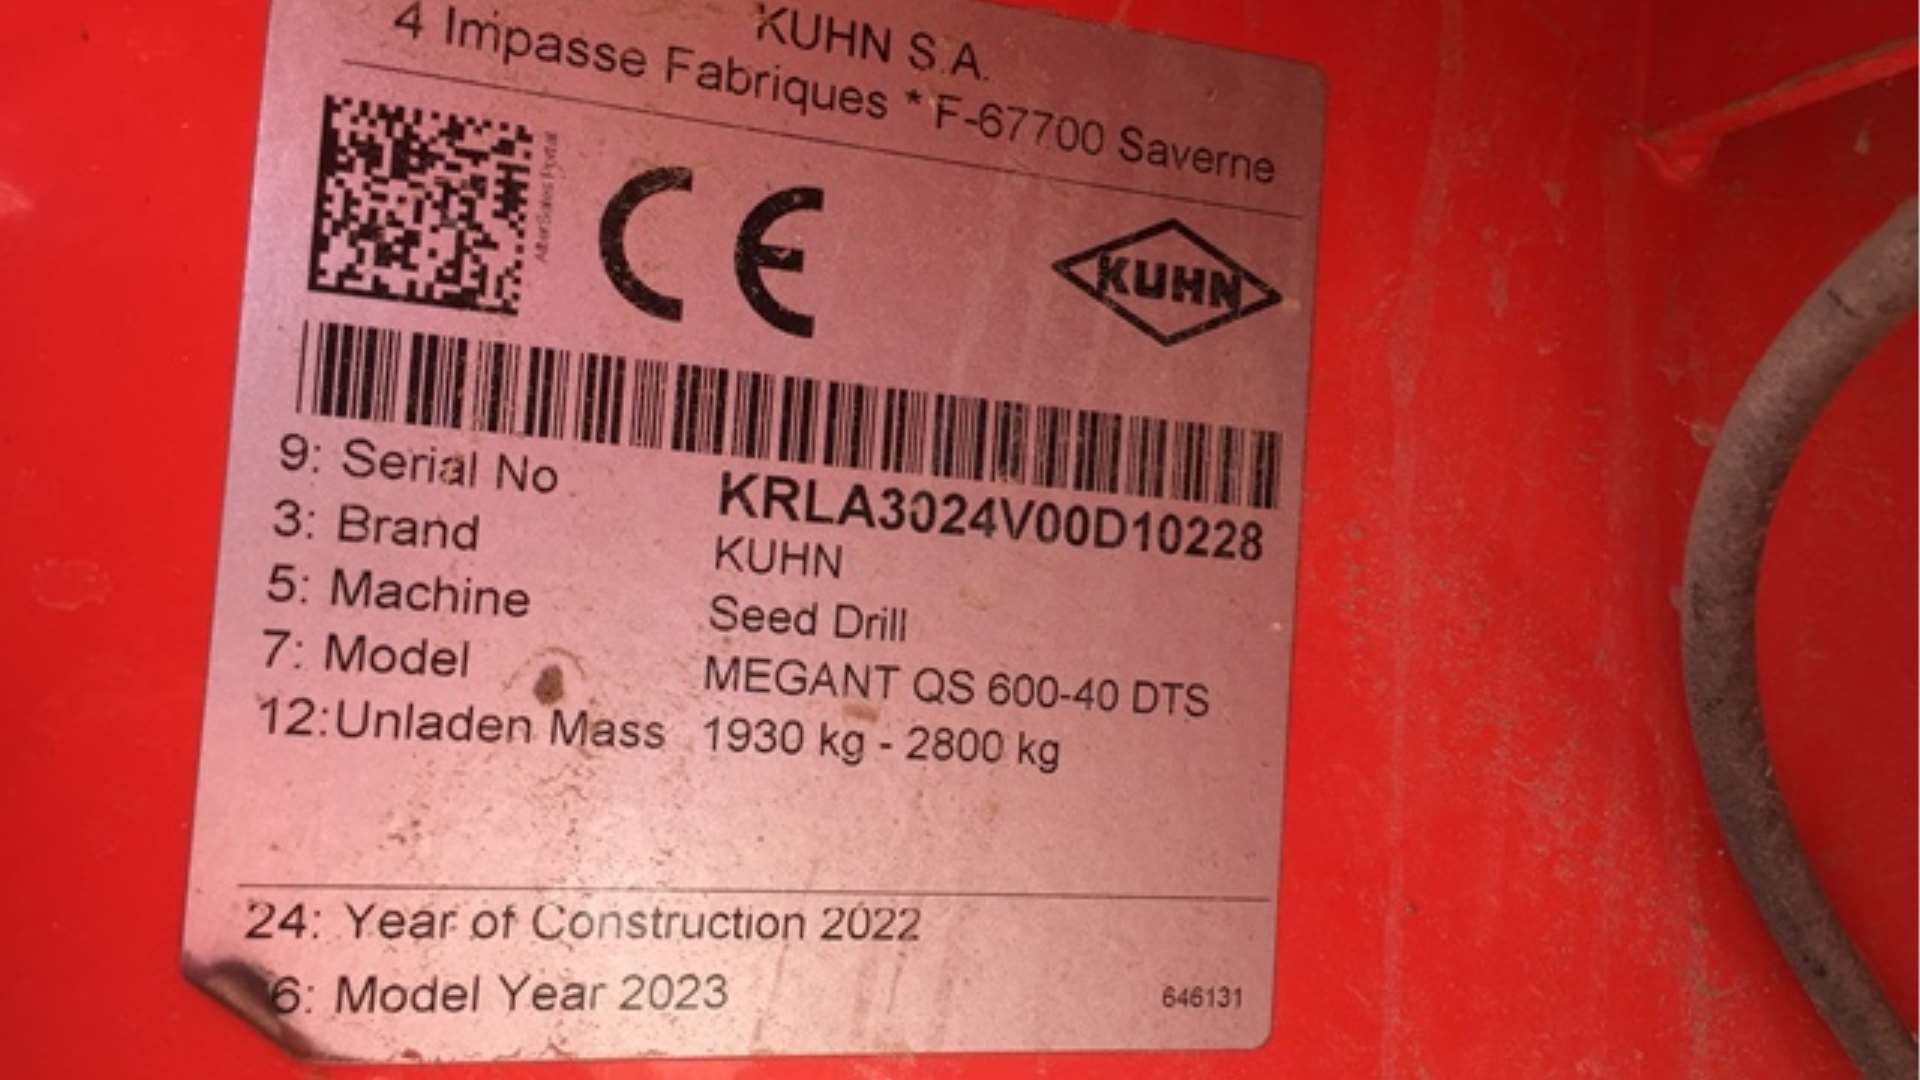 KUHN S.A.
4 Impasse Fabriques * F-67700 Saverne
KUHN
9: Serial No KRLA3024V00D10228
3: Brand KUHN
5: Machine Seed Drill
7: Model MEGANT QS 600-40 DTS
12:Unladen Mass 1930 kg - 2800 kg
24: Year of Construction 2022
6: Model Year 2023
646131